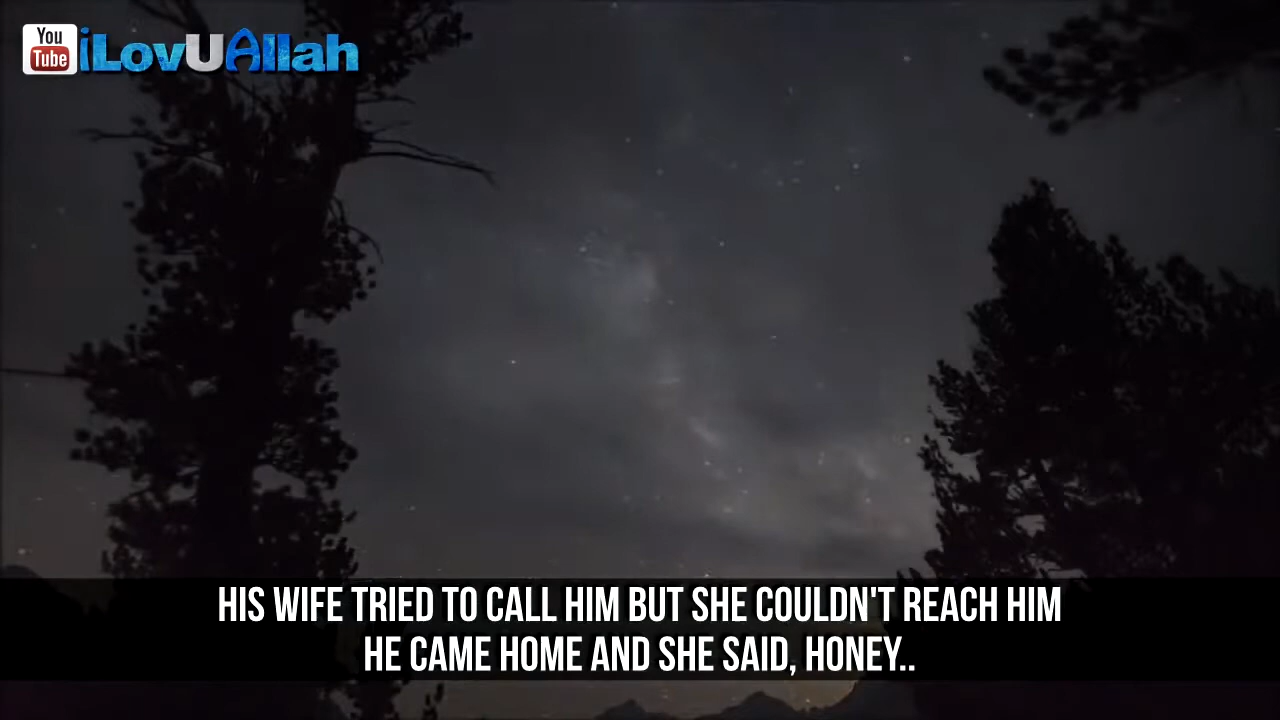 You
Tube
iLovUAllah
HIS WIFE TRIED TO CALL HIM BUT SHE COULDN'T REACH HIM
HE CAME HOME AND SHE SAID, HONEY..